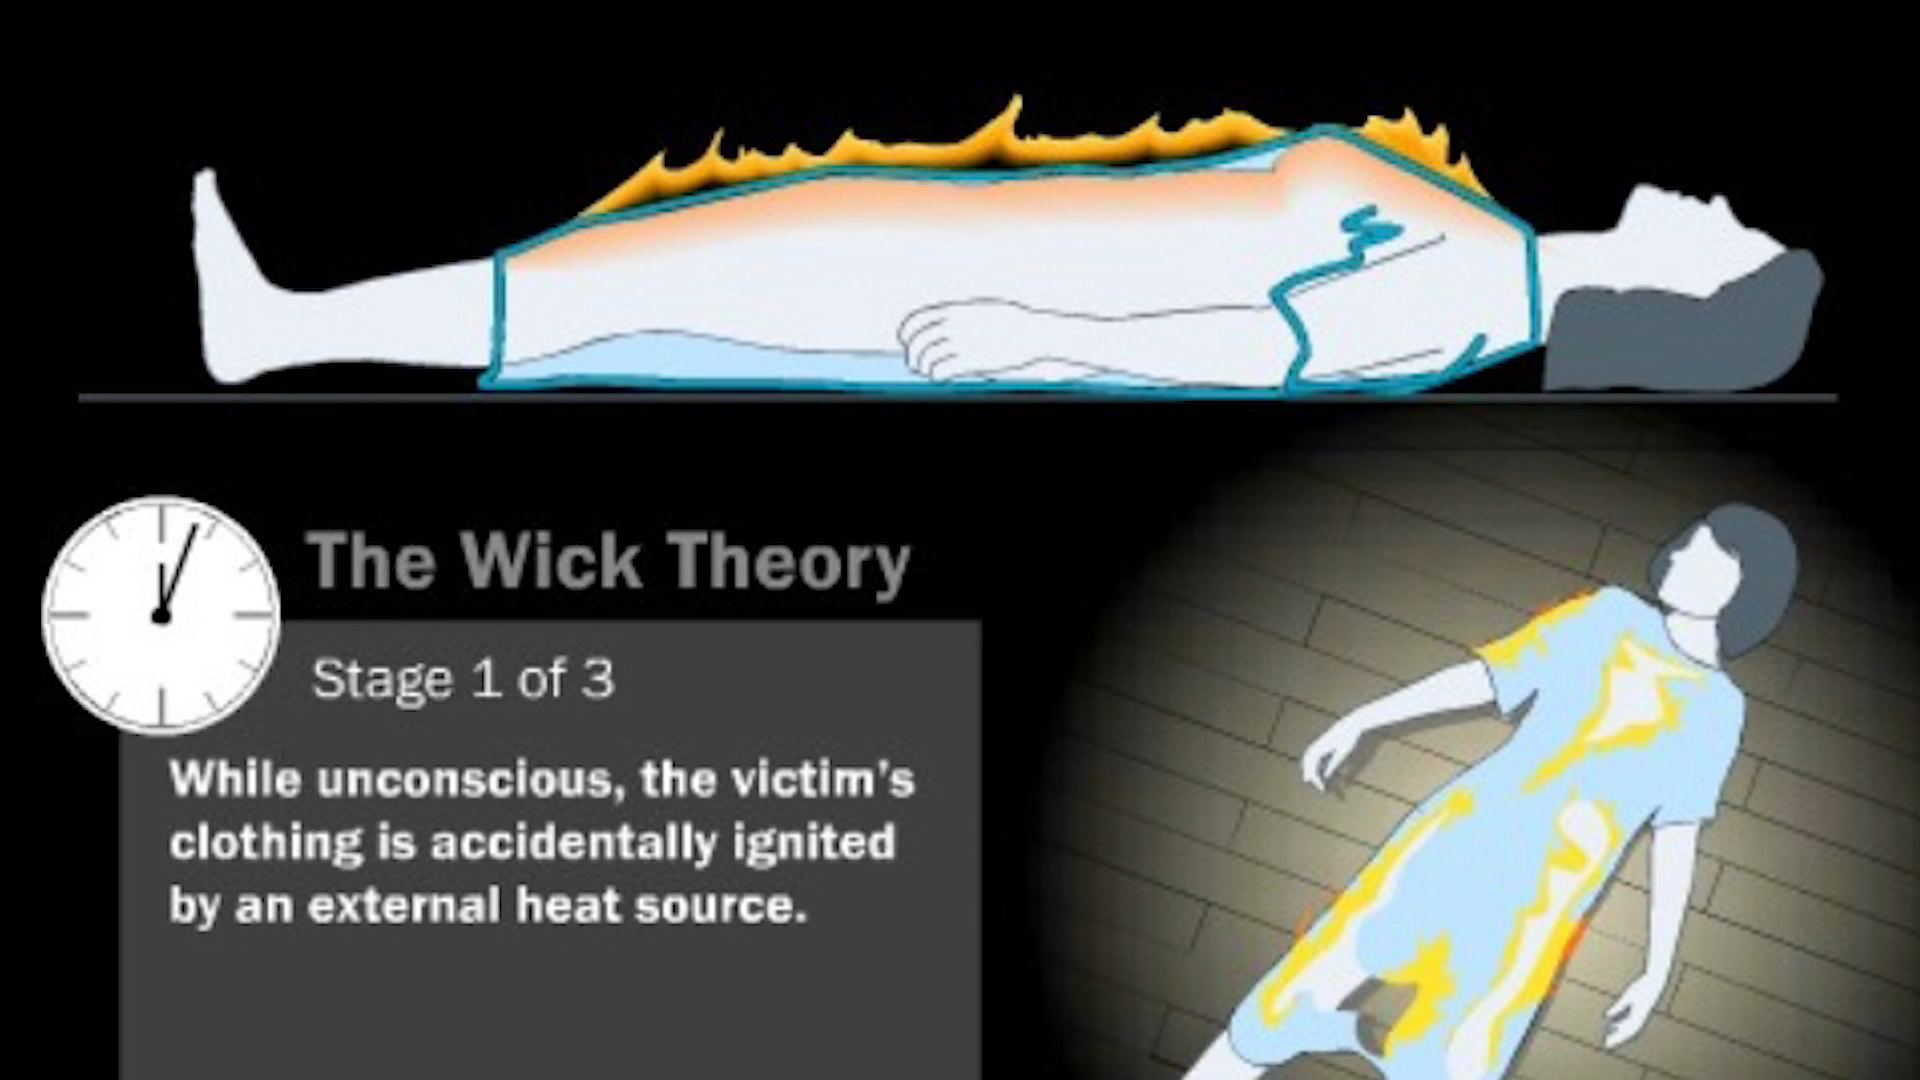 The Wick Theory
Stage 1 of 3
While unconscious, the victim's
clothing is accidentally ignited
by an external heat source.